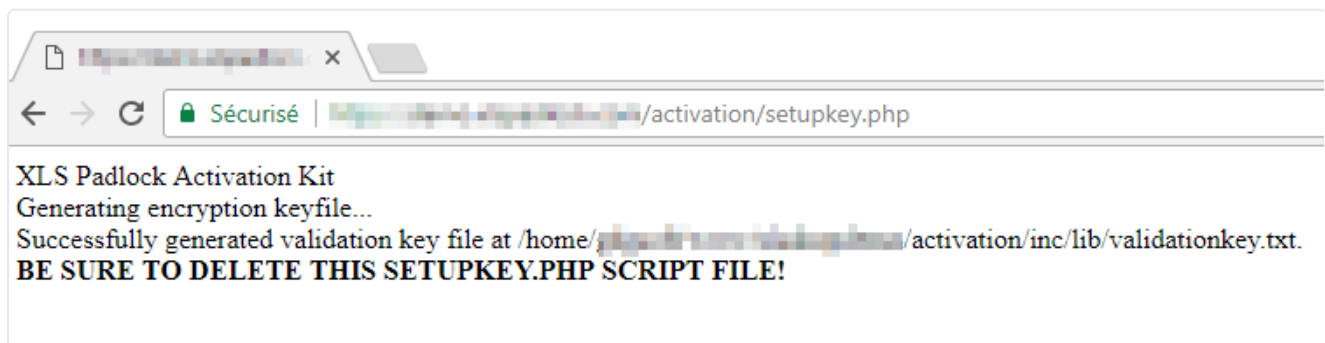 Sécurisé | /activation/setupkey.php
XLS Padlock Activation Kit
Generating encryption keyfile...
Successfully generated validation key file at /home/ /activation/inc/lib/validationkey.txt.
BE SURE TO DELETE THIS SETUPKEY.PHP SCRIPT FILE!